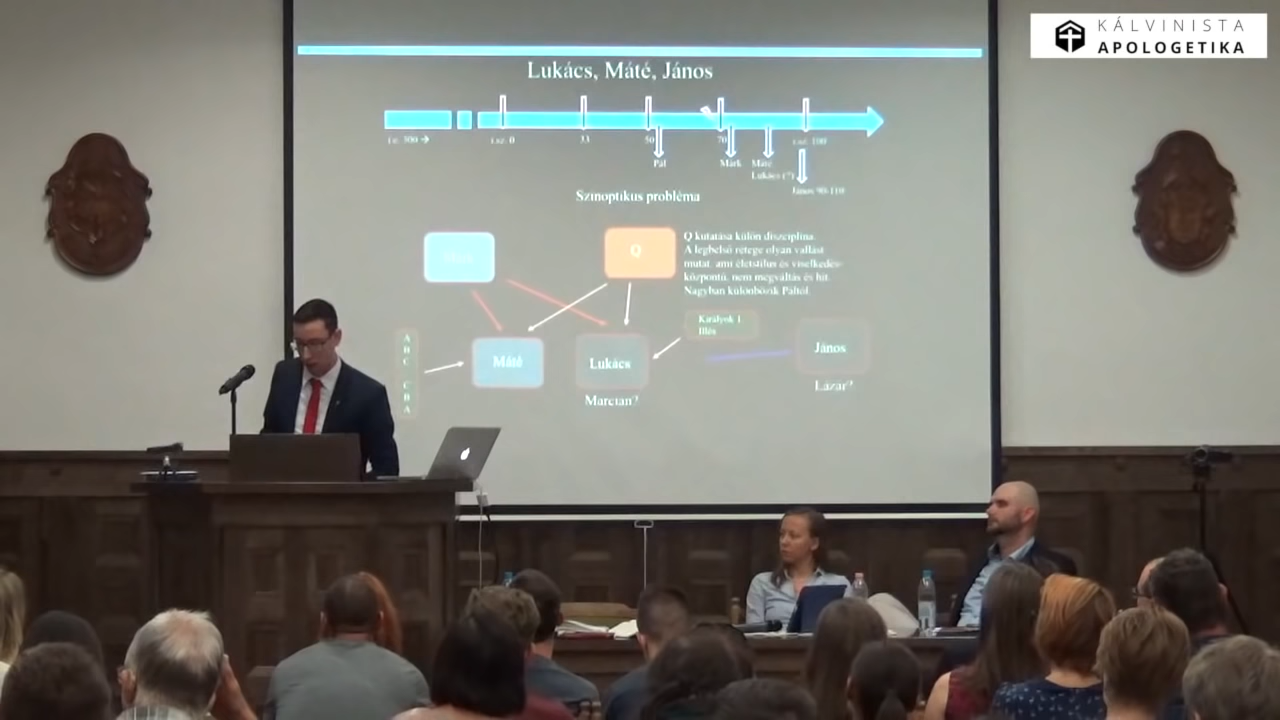 KÁLVINISTA
APOLOGETIKA
Lukács, Máté, János
i.e. 300 →
i.sz. 0
33
50
70
i.sz. 100
Pál
Márk
Máté
Lukács (?)
János 90-110
Szinoptikus probléma
Q
Q kutatása külön diszciplina.
A legbelső rétege olyan vallást
mutat, ami életstílus és viselkedés-
központú, nem megváltás és hit.
Nagyban különbözik Páltól.
Királyok 1.
Illés
A
B
C
C
B
A
Máté
Lukács
János
Marcian?
Lázár?